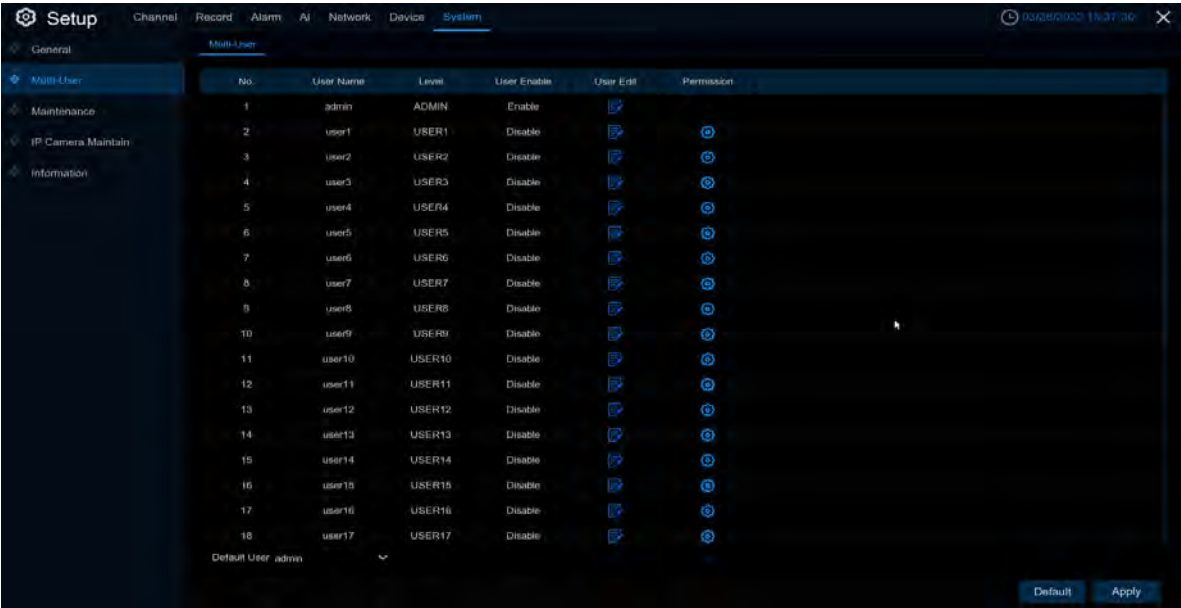 Setup Channel Record Alarm AI Network Device System
General
Multi-User
Maintenance
IP Camera Maintain
Information
Multi-User
No. User Name Level User Enable User Edit Permission
1 admin ADMIN Enable
2 user1 USER1 Disable
3 user2 USER2 Disable
4 user3 USER3 Disable
5 user4 USER4 Disable
6 user5 USER5 Disable
7 user6 USER6 Disable
8 user7 USER7 Disable
9 user8 USER8 Disable
10 user9 USER9 Disable
11 user10 USER10 Disable
12 user11 USER11 Disable
13 user12 USER12 Disable
14 user13 USER13 Disable
15 user14 USER14 Disable
16 user15 USER15 Disable
17 user16 USER16 Disable
18 user17 USER17 Disable
Default User admin
Default Apply